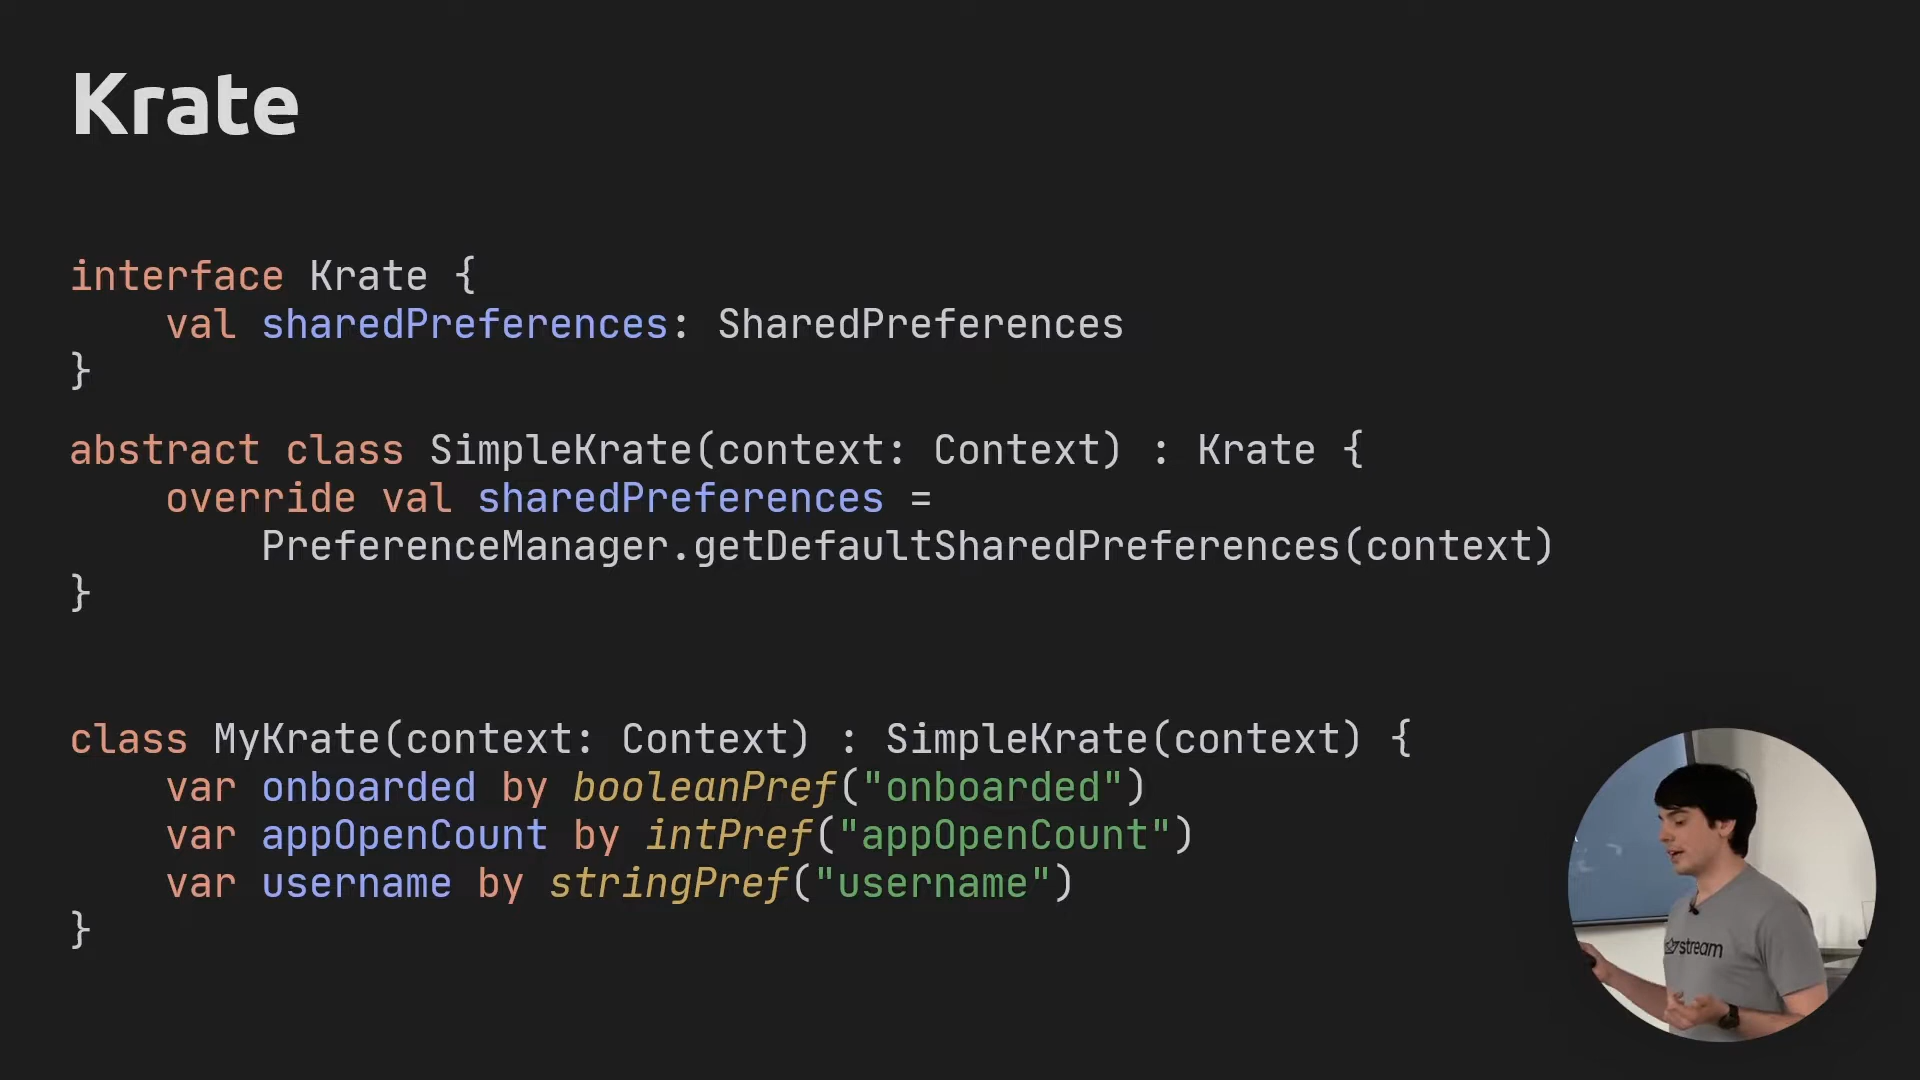 Krate
interface Krate {
    val sharedPreferences: SharedPreferences
}
abstract class SimpleKrate(context: Context) : Krate {
    override val sharedPreferences =
        PreferenceManager.getDefaultSharedPreferences(context)
}
class MyKrate(context: Context) : SimpleKrate(context) {
    var onboarded by booleanPref("onboarded")
    var appOpenCount by intPref("appOpenCount")
    var username by stringPref("username")
}
stream